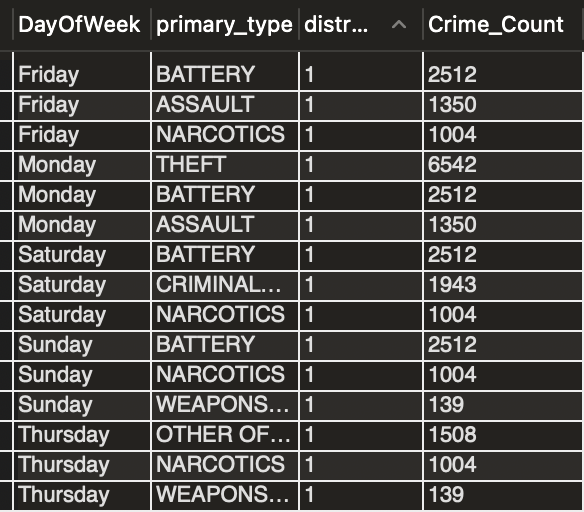 DayOfWeek primary_type distr... Crime_Count
Friday BATTERY 1 2512
Friday ASSAULT 1 1350
Friday NARCOTICS 1 1004
Monday THEFT 1 6542
Monday BATTERY 1 2512
Monday ASSAULT 1 1350
Saturday BATTERY 1 2512
Saturday CRIMINAL... 1 1943
Saturday NARCOTICS 1 1004
Sunday BATTERY 1 2512
Sunday NARCOTICS 1 1004
Sunday WEAPONS... 1 139
Thursday OTHER OF... 1 1508
Thursday NARCOTICS 1 1004
Thursday WEAPONS... 1 139